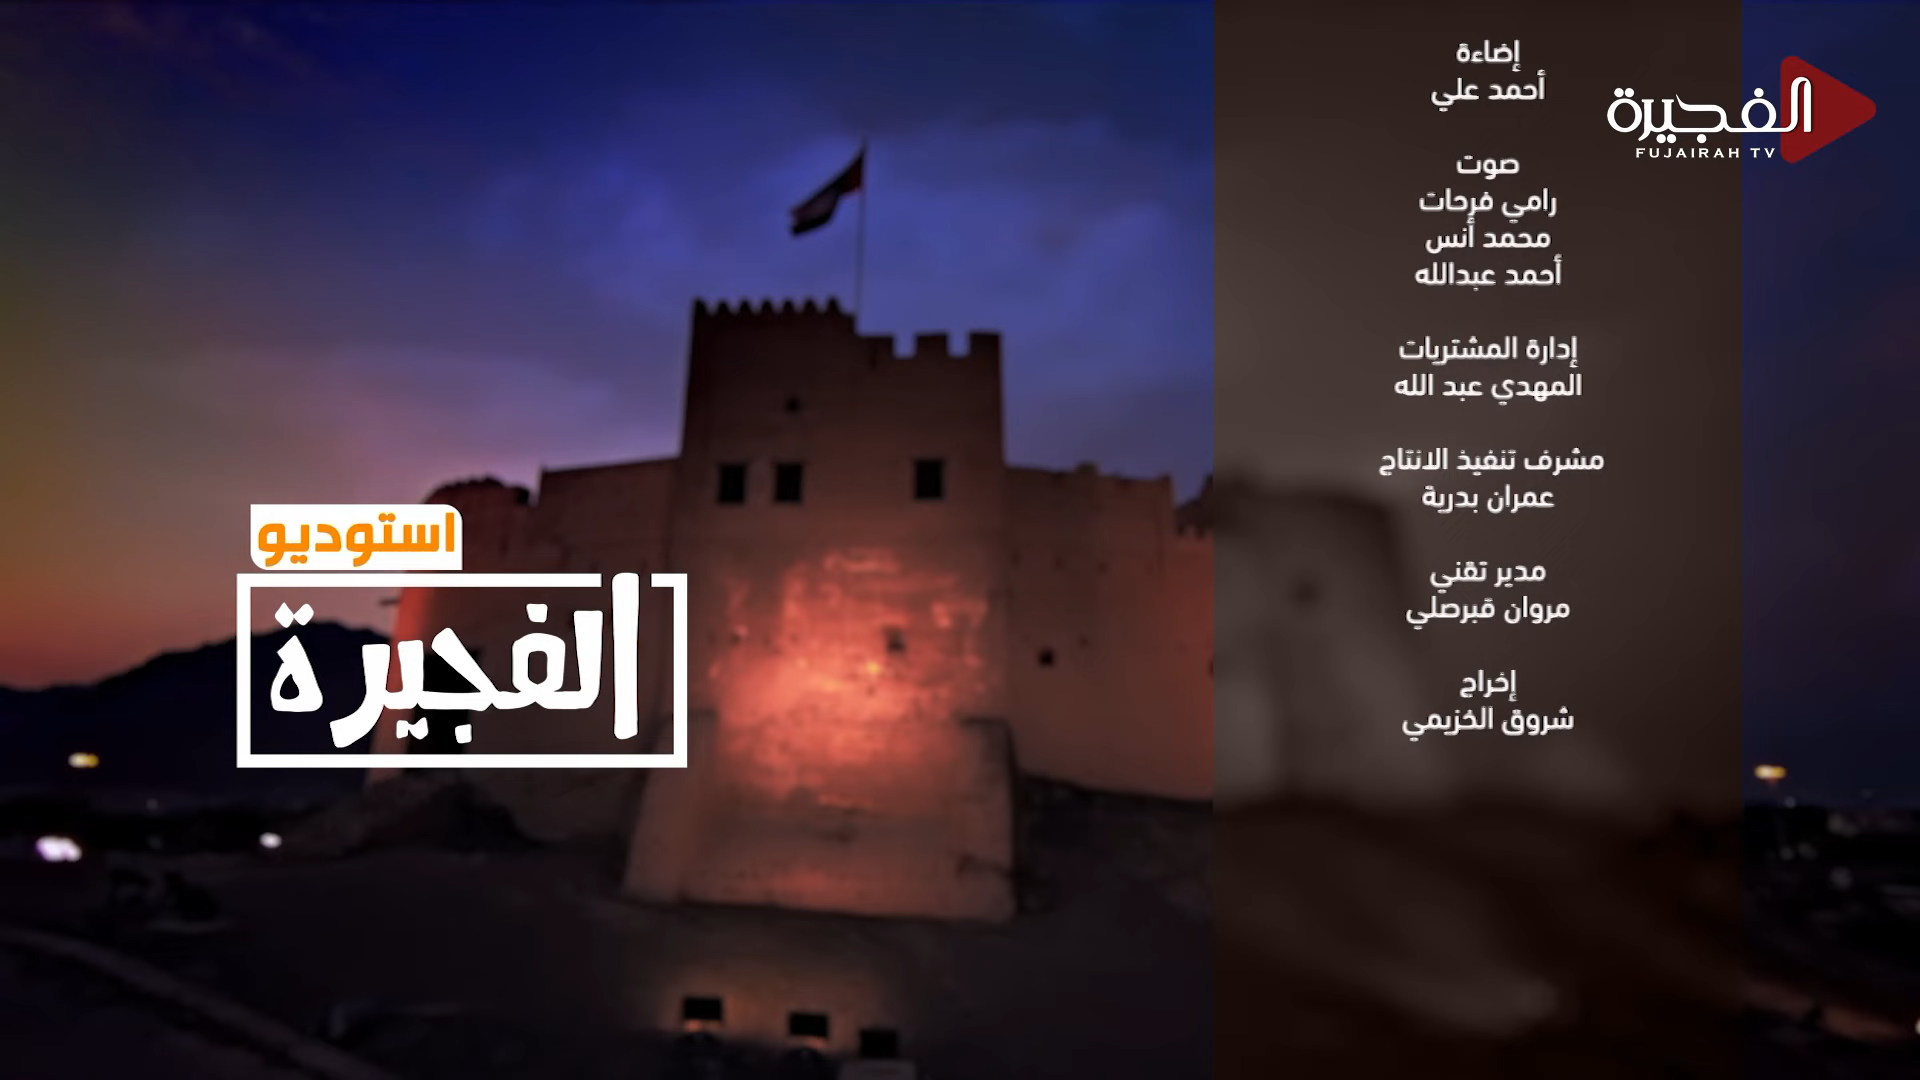 إضاءة
أحمد علي
صوت
رامي فرحات
محمد أنس
أحمد عبدالله
إدارة المشتريات
المهدي عبد الله
مشرف تنفيذ الانتاج
عمران بدرية
مدير تقني
مروان قبرصلي
إخراج
شروق الخزيمي
الفجيرة
FUJAIRAH TV
استوديو
الفجيرة